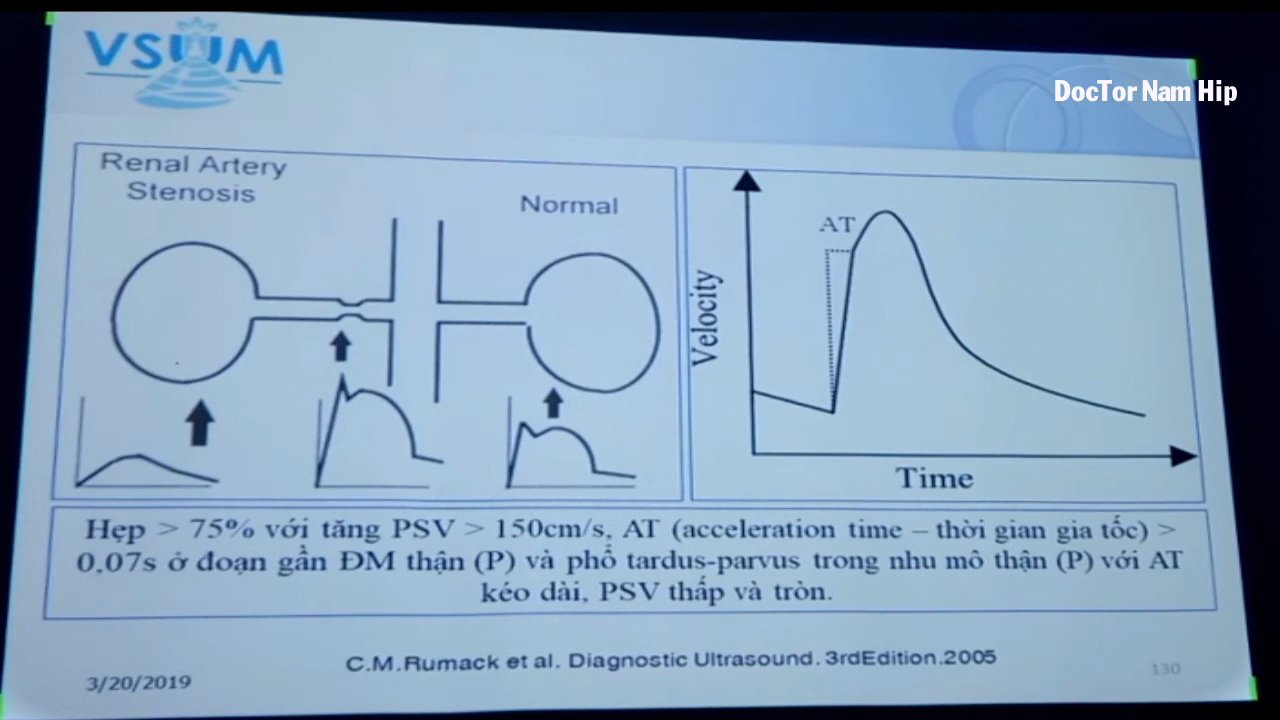 VSUM
DocTor Nam Hip
Renal Artery
Stenosis
Normal
AT
Velocity
Time
Hẹp > 75% với tăng PSV > 150cm/s, AT (acceleration time – thời gian gia tốc) >
0,07s ở đoạn gần ĐM thận (P) và phổ tardus-parvus trong nhu mô thận (P) với AT
kéo dài, PSV thấp và tròn.
C.M.Rumack et al. Diagnostic Ultrasound. 3rdEdition.2005
3/20/2019
130